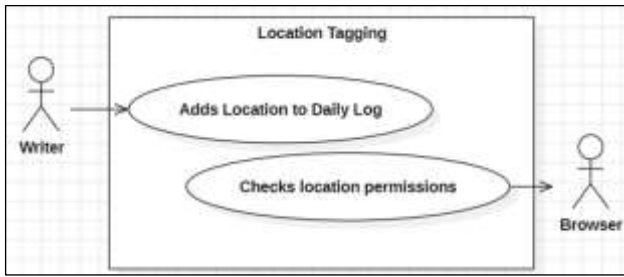 Location Tagging
Adds Location to Daily Log
Writer
Checks location permissions
Browser